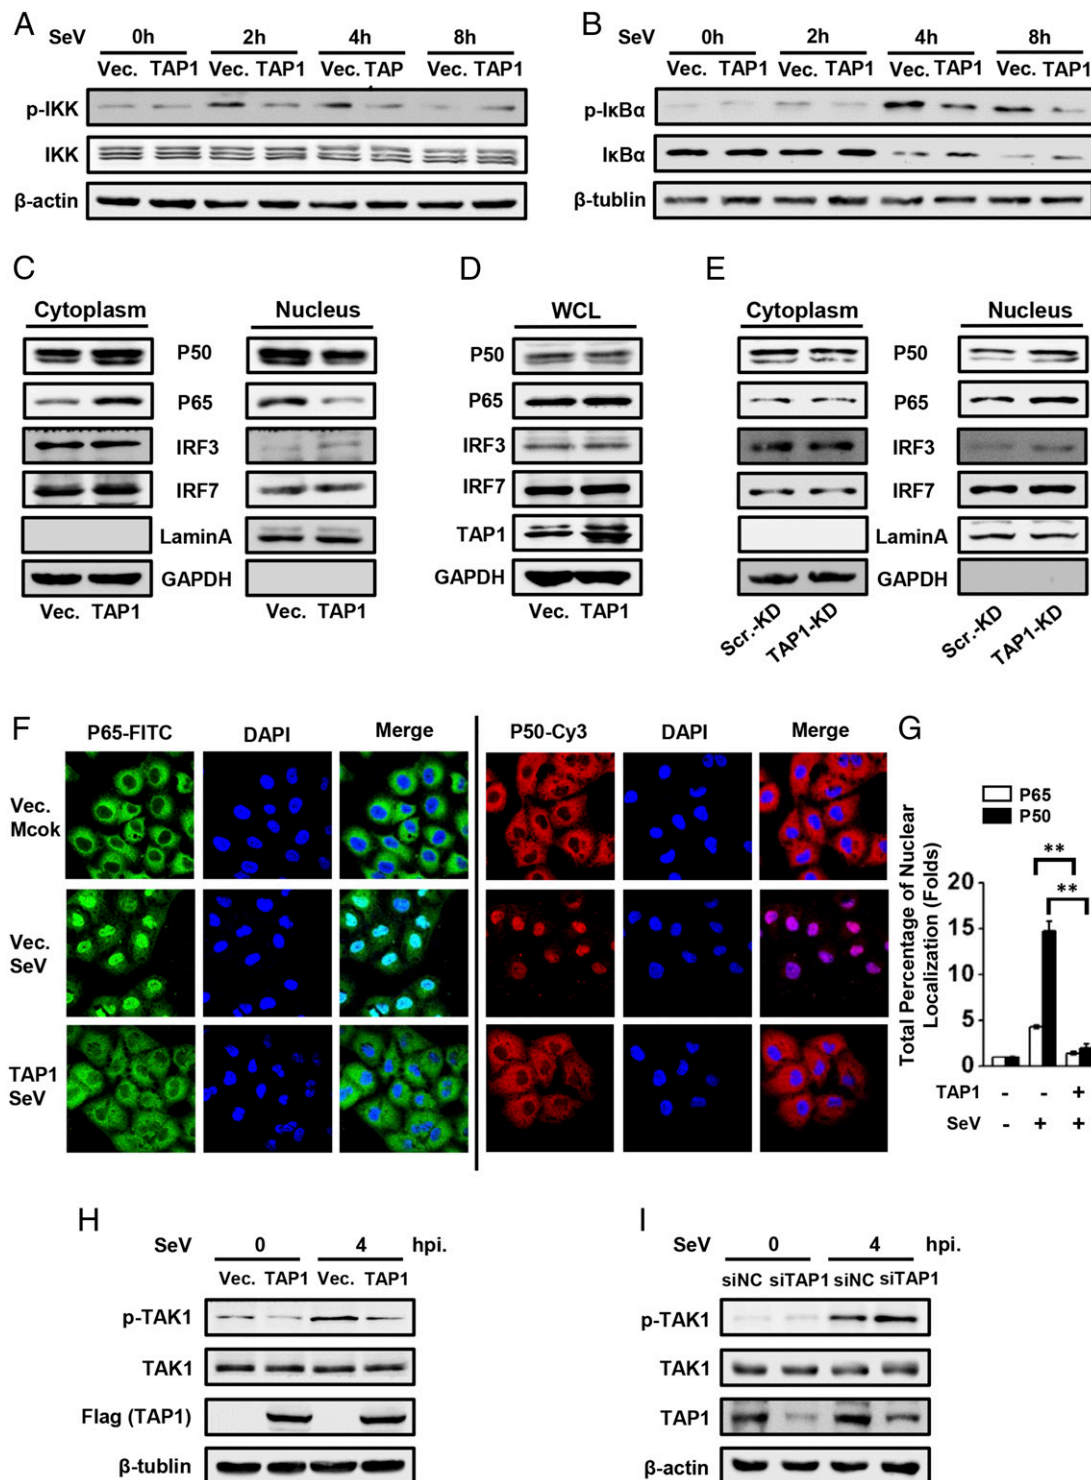 A
SeV 0h 2h 4h 8h
Vec. TAP1 Vec. TAP1 Vec. TAP Vec. TAP1
p-IKK
IKK
β-actin
B
SeV 0h 2h 4h 8h
Vec. TAP1 Vec. TAP1 Vec. TAP1 Vec. TAP1
p-IκBα
IκBα
β-tublin
C
Cytoplasm Nucleus
P50
P65
IRF3
IRF7
LaminA
GAPDH
Vec. TAP1 Vec. TAP1
D
WCL
P50
P65
IRF3
IRF7
TAP1
GAPDH
Vec. TAP1
E
Cytoplasm Nucleus
P50
P65
IRF3
IRF7
LaminA
GAPDH
Scr.-KD TAP1-KD Scr.-KD TAP1-KD
F
P65-FITC DAPI Merge P50-Cy3 DAPI Merge
Vec.
Mcok
Vec.
SeV
TAP1
SeV
G
P65
P50
**
**
Total Percentage of Nuclear
Localization (Folds)
20
15
10
5
0
TAP1 - - +
SeV - + +
H
SeV 0 4 hpi.
Vec. TAP1 Vec. TAP1
p-TAK1
TAK1
Flag (TAP1)
β-tublin
I
SeV 0 4 hpi.
siNC siTAP1 siNC siTAP1
p-TAK1
TAK1
TAP1
β-actin